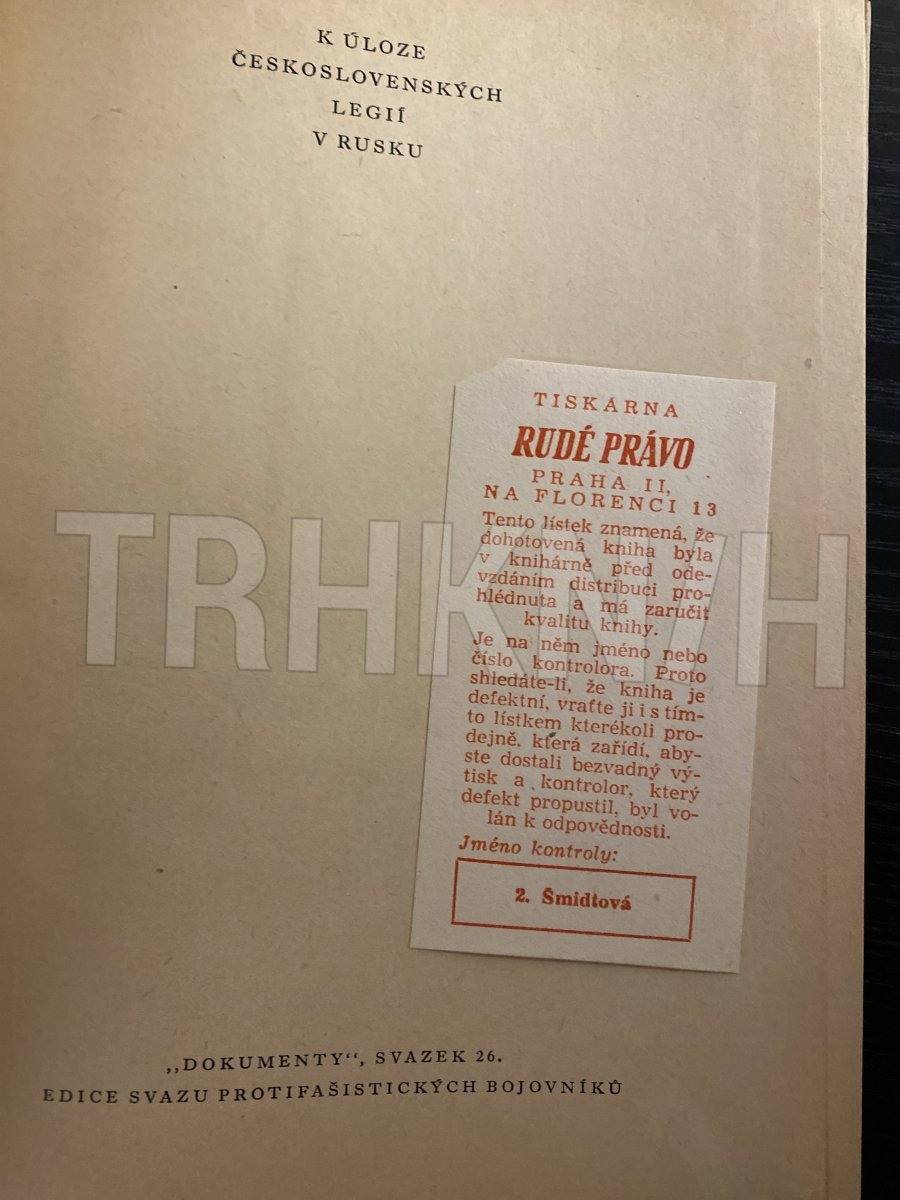 K ÚLOZE
ČESKOSLOVENSKÝCH
LEGIÍ
V RUSKU
TISKÁRNA
RUDÉ PRÁVO
PRAHA II,
NA FLORENCI 13
Tento lístek znamená, že
dohotovená kniha byla
v knihárně před ode-
vzdáním distribuci pro-
hlédnuta a má zaručit
kvalitu knihy.
Je na něm jméno nebo
číslo kontrolora. Proto
shledáte-li, že kniha je
defektní, vraťte ji i s tím-
to lístkem kterékoli pro-
dejně, která zařídí, aby-
ste dostali bezvadný vý-
tisk a kontrolor, který
defekt propustil, byl vo-
lán k odpovědnosti.
Jméno kontroly:
2. Šmidtová
TRHKNIH
,,DOKUMENTY“, SVAZEK 26.
EDICE SVAZU PROTIFAŠISTICKÝCH BOJOVNÍKŮ